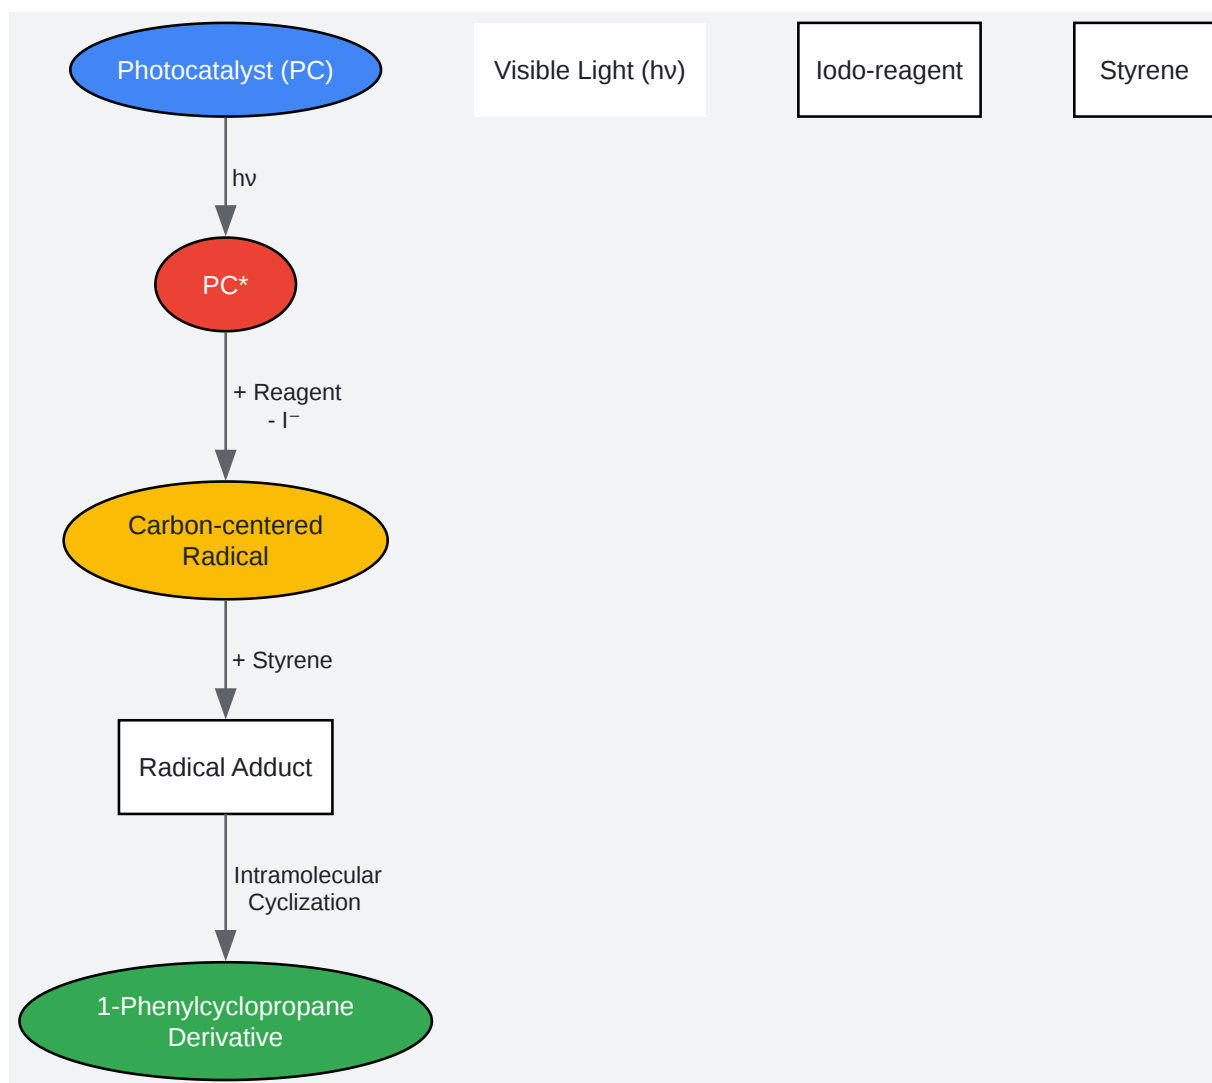 Photocatalyst (PC)
Visible Light (hν)
Iodo-reagent
Styrene
hν
PC*
+ Reagent
- I⁻
Carbon-centered
Radical
+ Styrene
Radical Adduct
Intramolecular
Cyclization
1-Phenylcyclopropane
Derivative